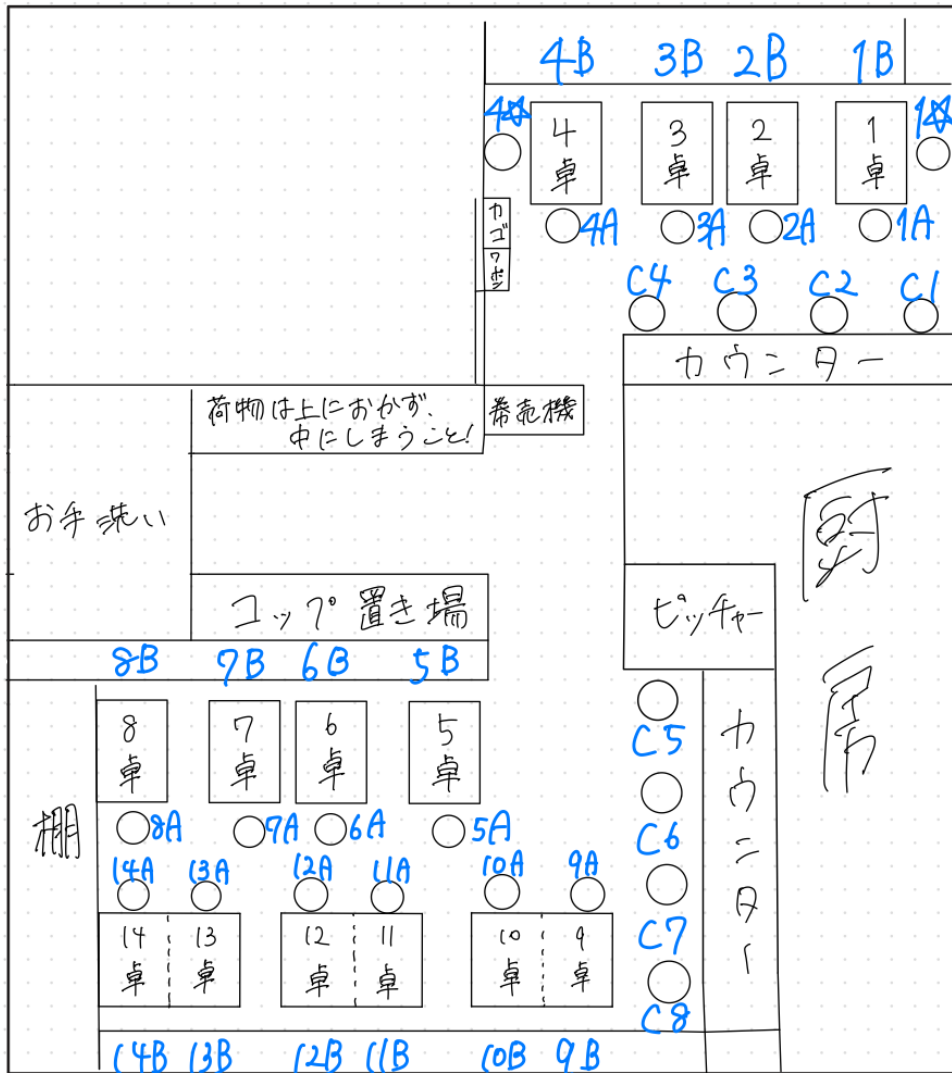 4B 3B 2B 1B
4☆ 4卓 3卓 2卓 1卓 1☆
4A 3A 2A 1A
カゴ
ワゴン
C4 C3 C2 C1
カウンター
荷物は上におかず、
中にしまうこと!
券売機
お手洗い
厨房
コップ置き場
ピッチャー
8B 7B 6B 5B
8卓 7卓 6卓 5卓
棚
8A 7A 6A 5A
C5
C6
C7
C8
カウンター
14A 13A 12A 11A 10A 9A
14卓 13卓 12卓 11卓 10卓 9卓
14B 13B 12B 11B 10B 9B